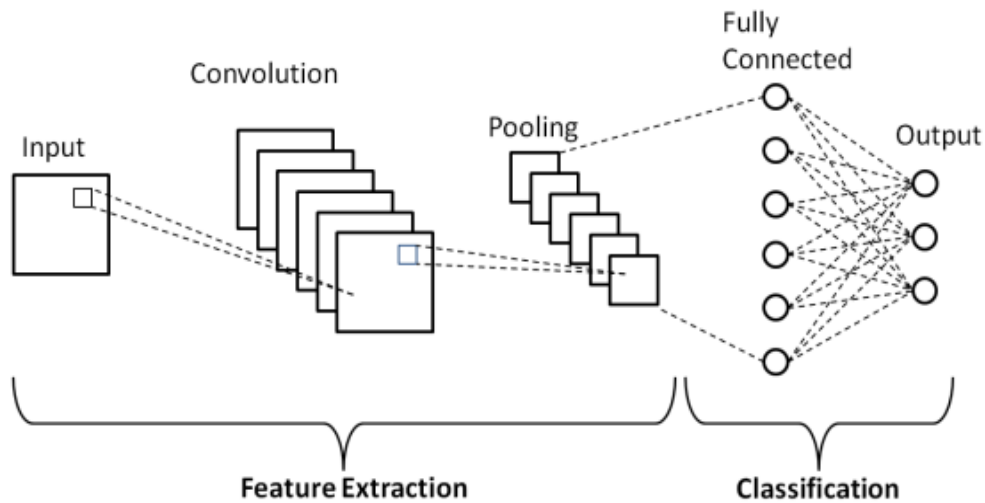 Input
Convolution
Pooling
Fully
Connected
Output
Feature Extraction
Classification